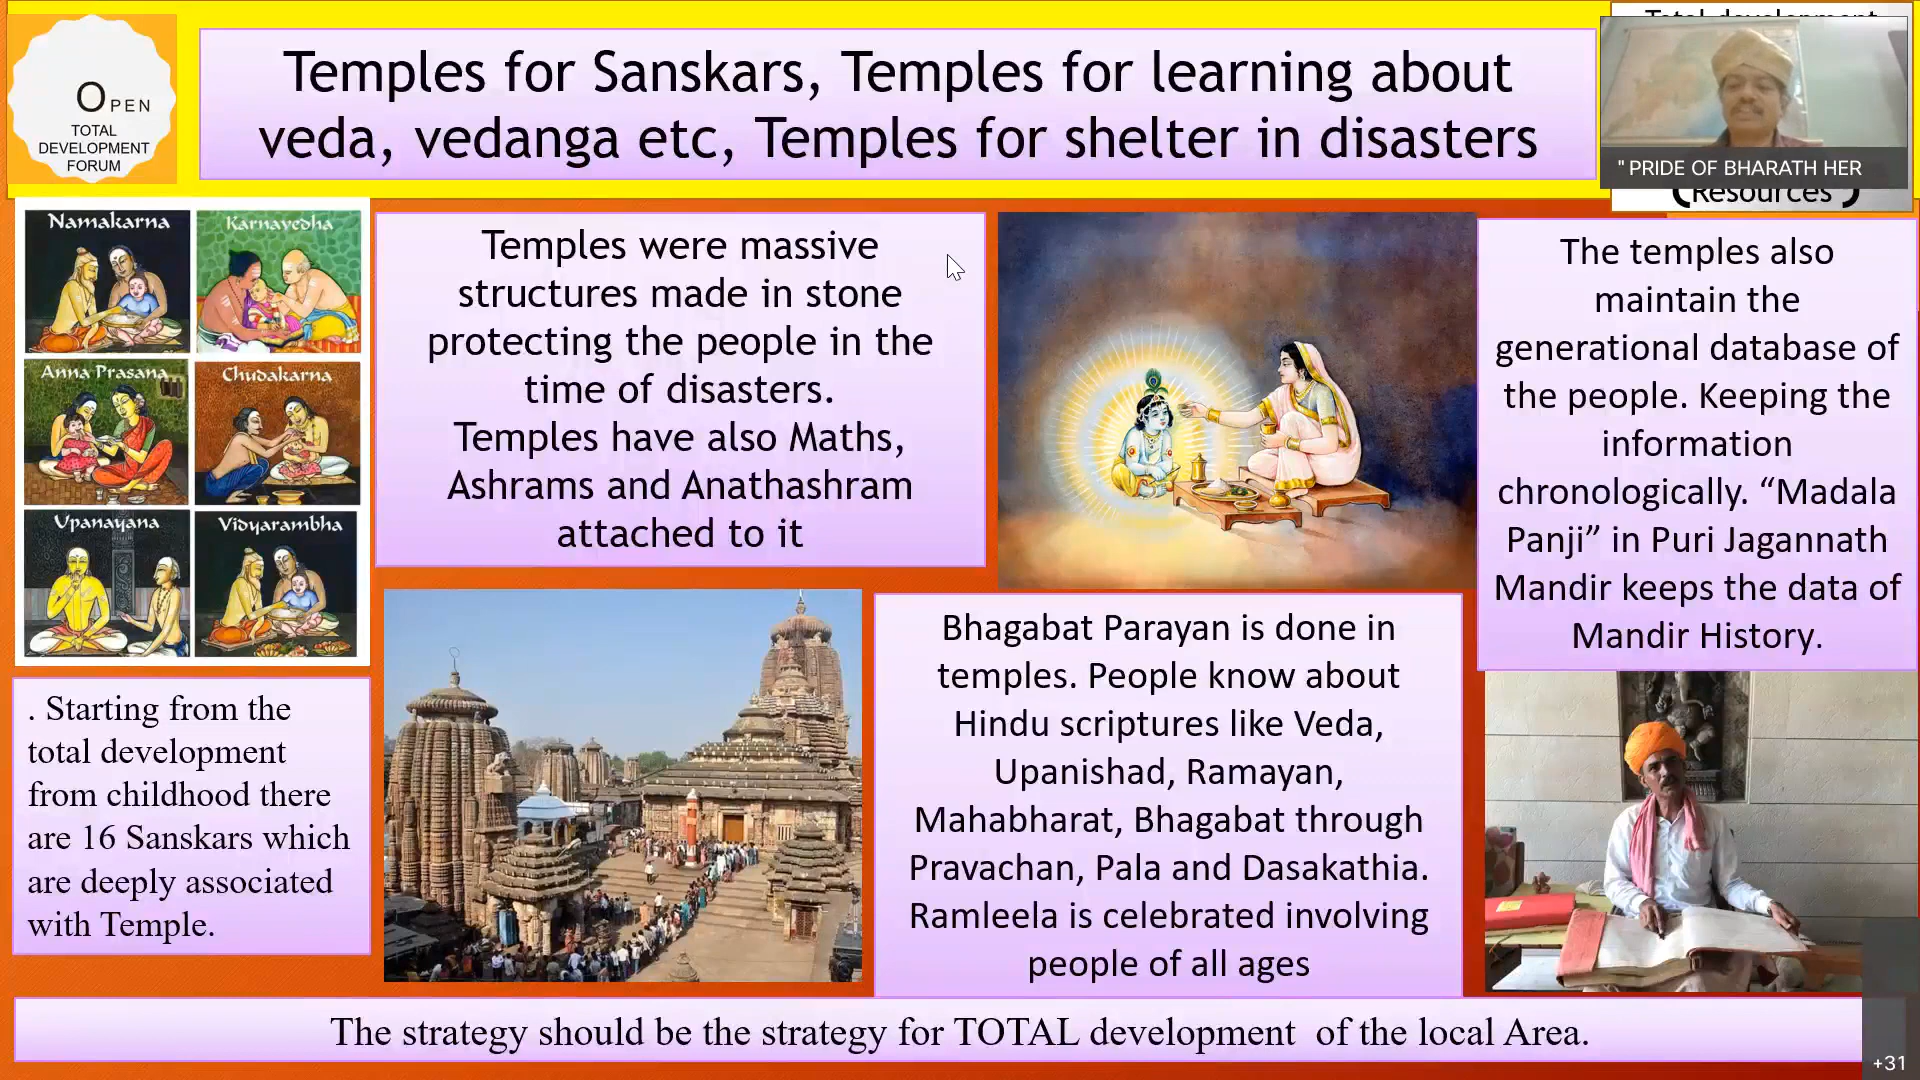 Total development
OPEN
TOTAL
DEVELOPMENT
FORUM
Temples for Sanskars, Temples for learning about
veda, vedanga etc, Temples for shelter in disasters
" PRIDE OF BHARATH HER
(Resources )
Namakarna
Karnavedha
Anna Prasana
Chudakarna
Upanayana
Vidyarambha
Temples were massive
structures made in stone
protecting the people in the
time of disasters.
Temples have also Maths,
Ashrams and Anathashram
attached to it
The temples also
maintain the
generational database of
the people. Keeping the
information
chronologically. “Madala
Panji” in Puri Jagannath
Mandir keeps the data of
Mandir History.
. Starting from the
total development
from childhood there
are 16 Sanskars which
are deeply associated
with Temple.
Bhagabat Parayan is done in
temples. People know about
Hindu scriptures like Veda,
Upanishad, Ramayan,
Mahabharat, Bhagabat through
Pravachan, Pala and Dasakathia.
Ramleela is celebrated involving
people of all ages
The strategy should be the strategy for TOTAL development of the local Area.
+31